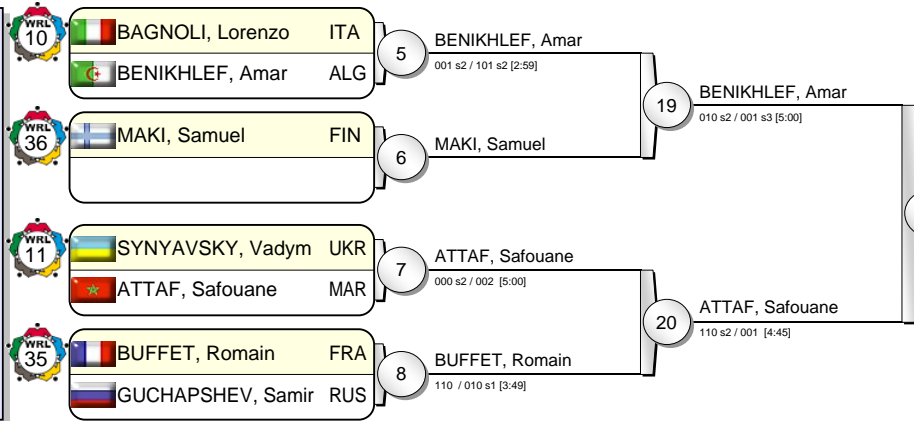 WRL
10
BAGNOLI, Lorenzo ITA
BENIKHLEF, Amar ALG
5
BENIKHLEF, Amar
001 s2 / 101 s2 [2:59]
WRL
36
MAKI, Samuel FIN
6
MAKI, Samuel
19
BENIKHLEF, Amar
010 s2 / 001 s3 [5:00]
WRL
11
SYNYAVSKY, Vadym UKR
ATTAF, Safouane MAR
7
ATTAF, Safouane
000 s2 / 002 [5:00]
WRL
35
BUFFET, Romain FRA
GUCHAPSHEV, Samir RUS
8
BUFFET, Romain
110 / 010 s1 [3:49]
20
ATTAF, Safouane
110 s2 / 001 [4:45]